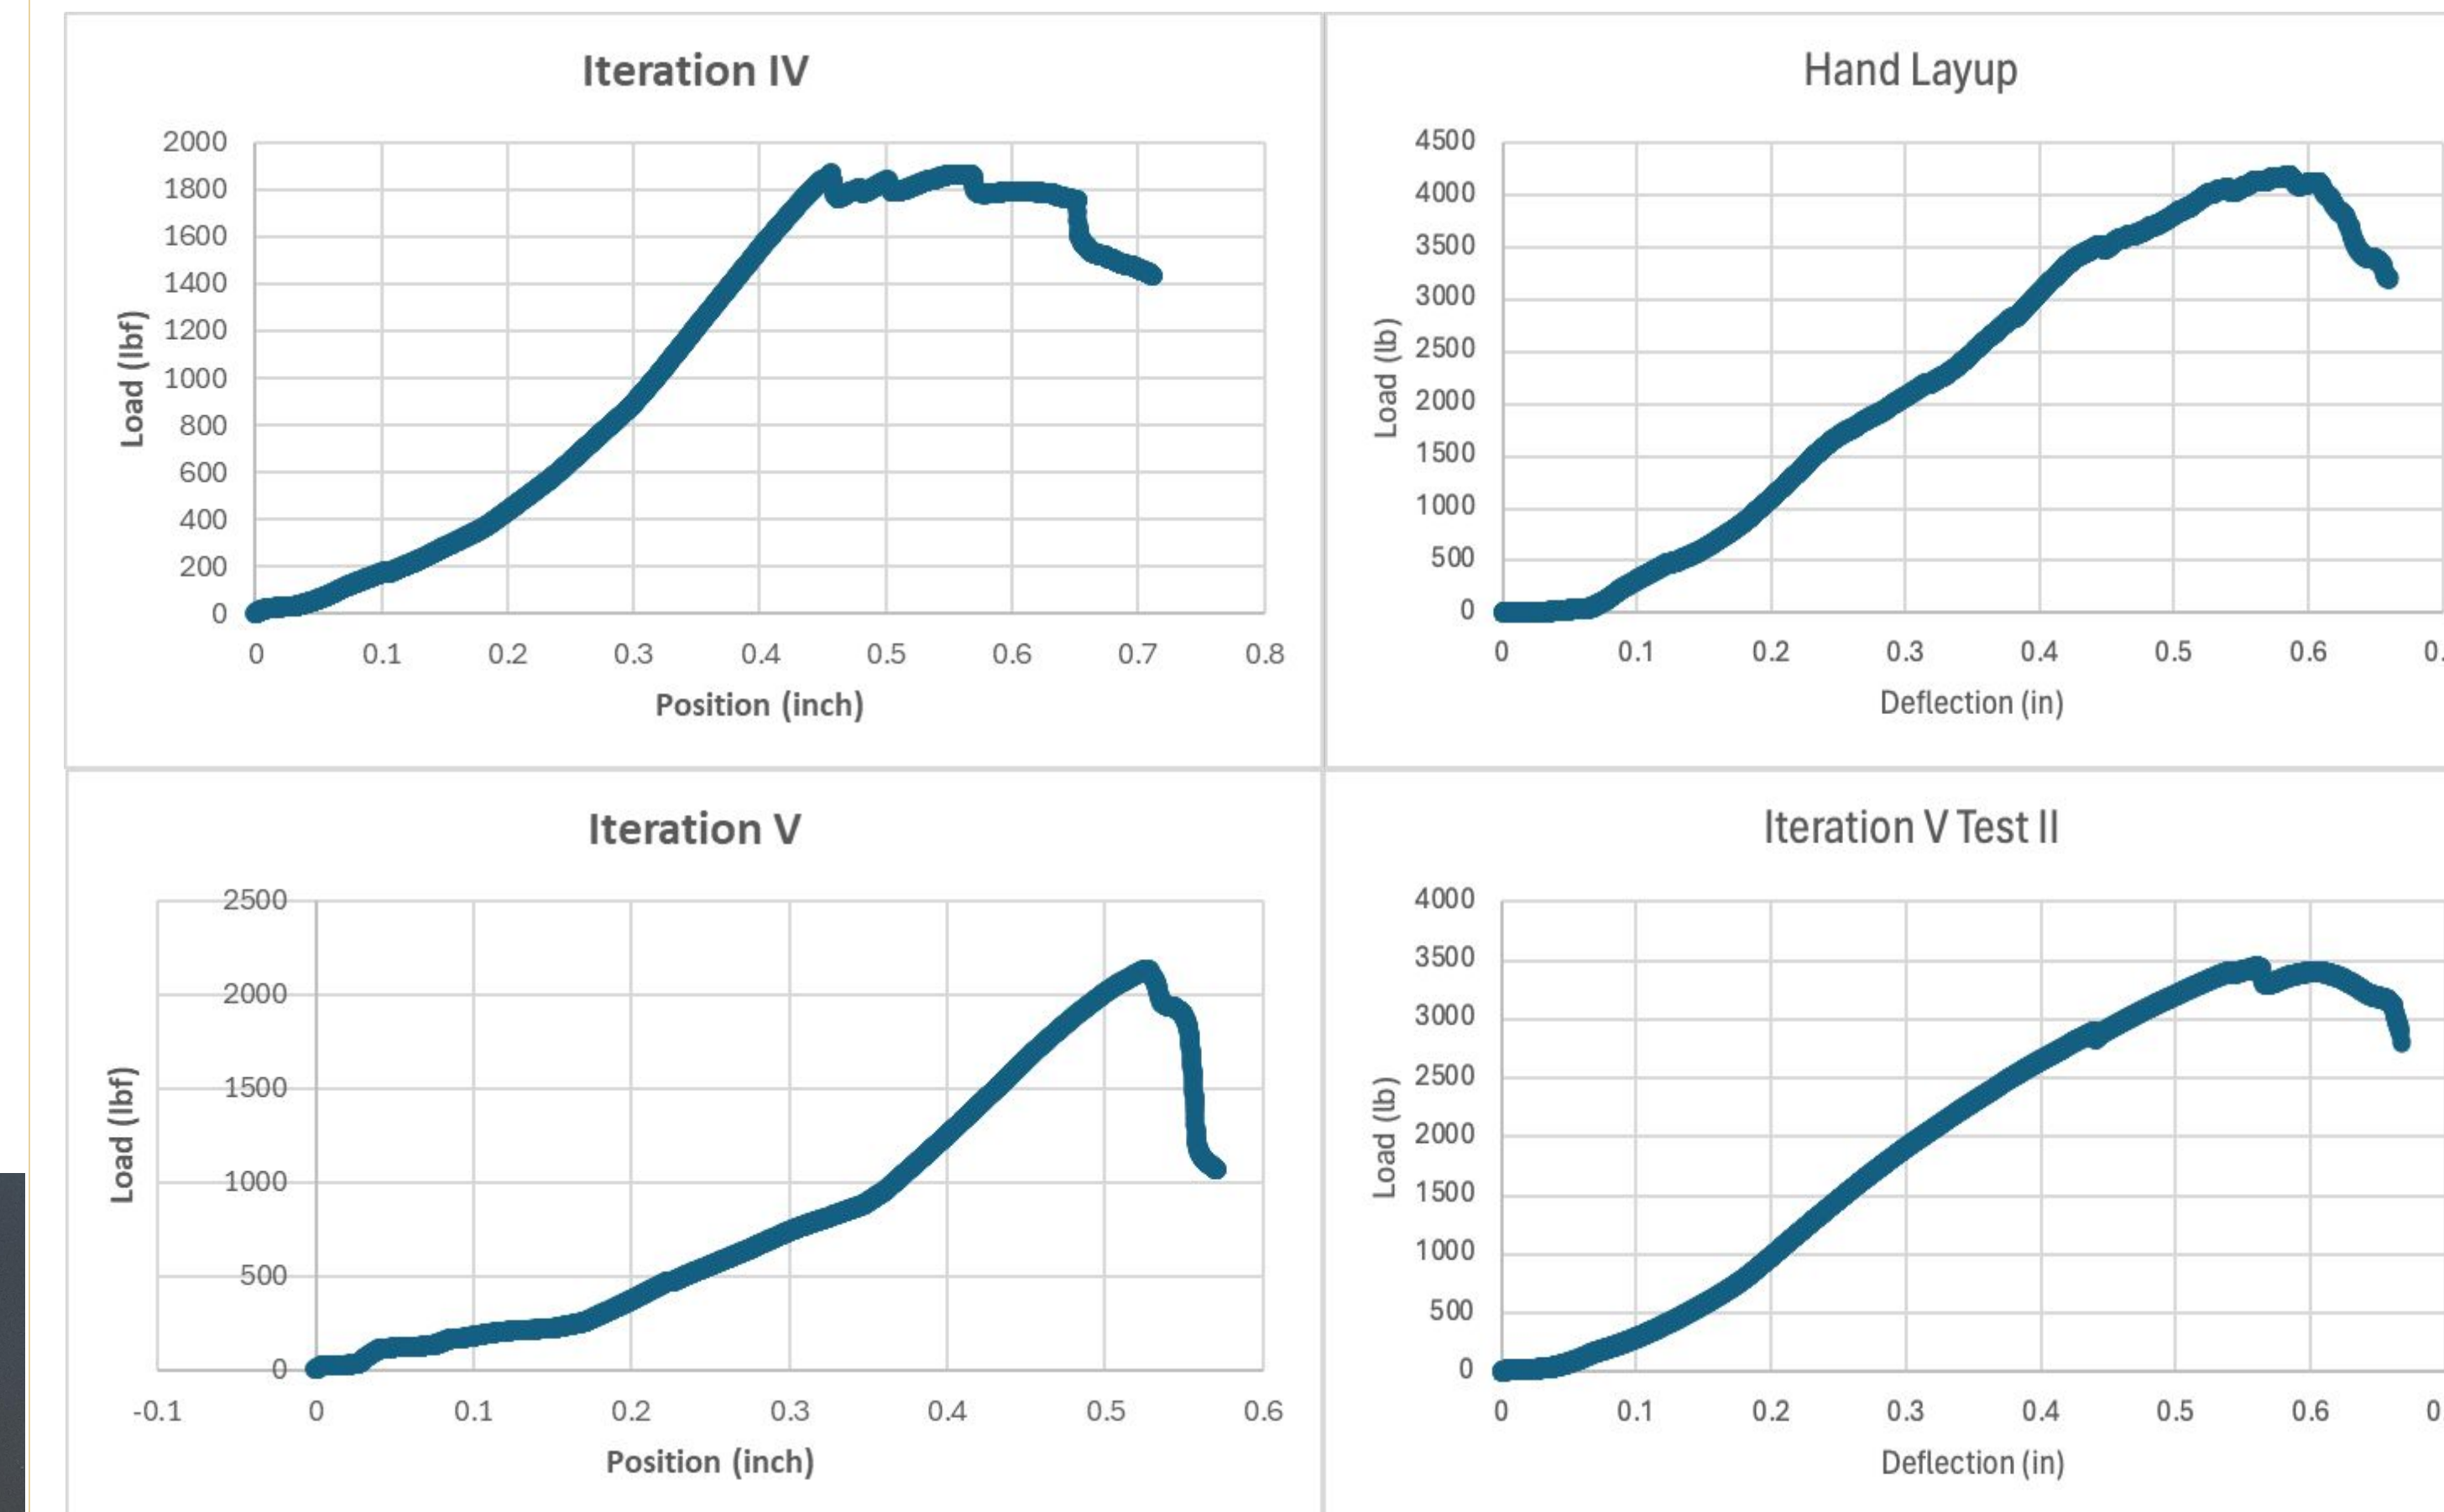 Iteration IV
2000
1800
1600
1400
1200
1000
800
600
400
200
0
Load (lbf)
0 0.1 0.2 0.3 0.4 0.5 0.6 0.7 0.8
Position (inch)
Hand Layup
4500
4000
3500
3000
2500
2000
1500
1000
500
0
Load (lb)
0 0.1 0.2 0.3 0.4 0.5 0.6
Deflection (in)
Iteration V
2500
2000
1500
1000
500
0
Load (lbf)
-0.1 0 0.1 0.2 0.3 0.4 0.5 0.6
Position (inch)
Iteration V Test II
4000
3500
3000
2500
2000
1500
1000
500
0
Load (lb)
0 0.1 0.2 0.3 0.4 0.5 0.6
Deflection (in)